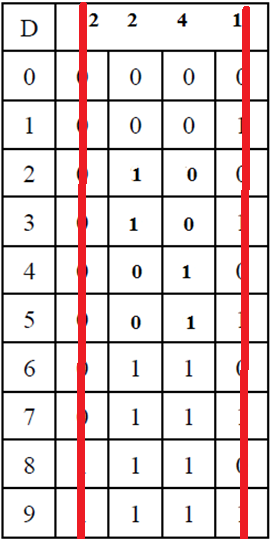 D 2 2 4 1
0 0 0 0 0
1 0 0 0 1
2 0 1 0 0
3 0 1 0 1
4 0 0 1 0
5 0 0 1 1
6 0 1 1 0
7 0 1 1 1
8 1 1 0
9 1 1 1